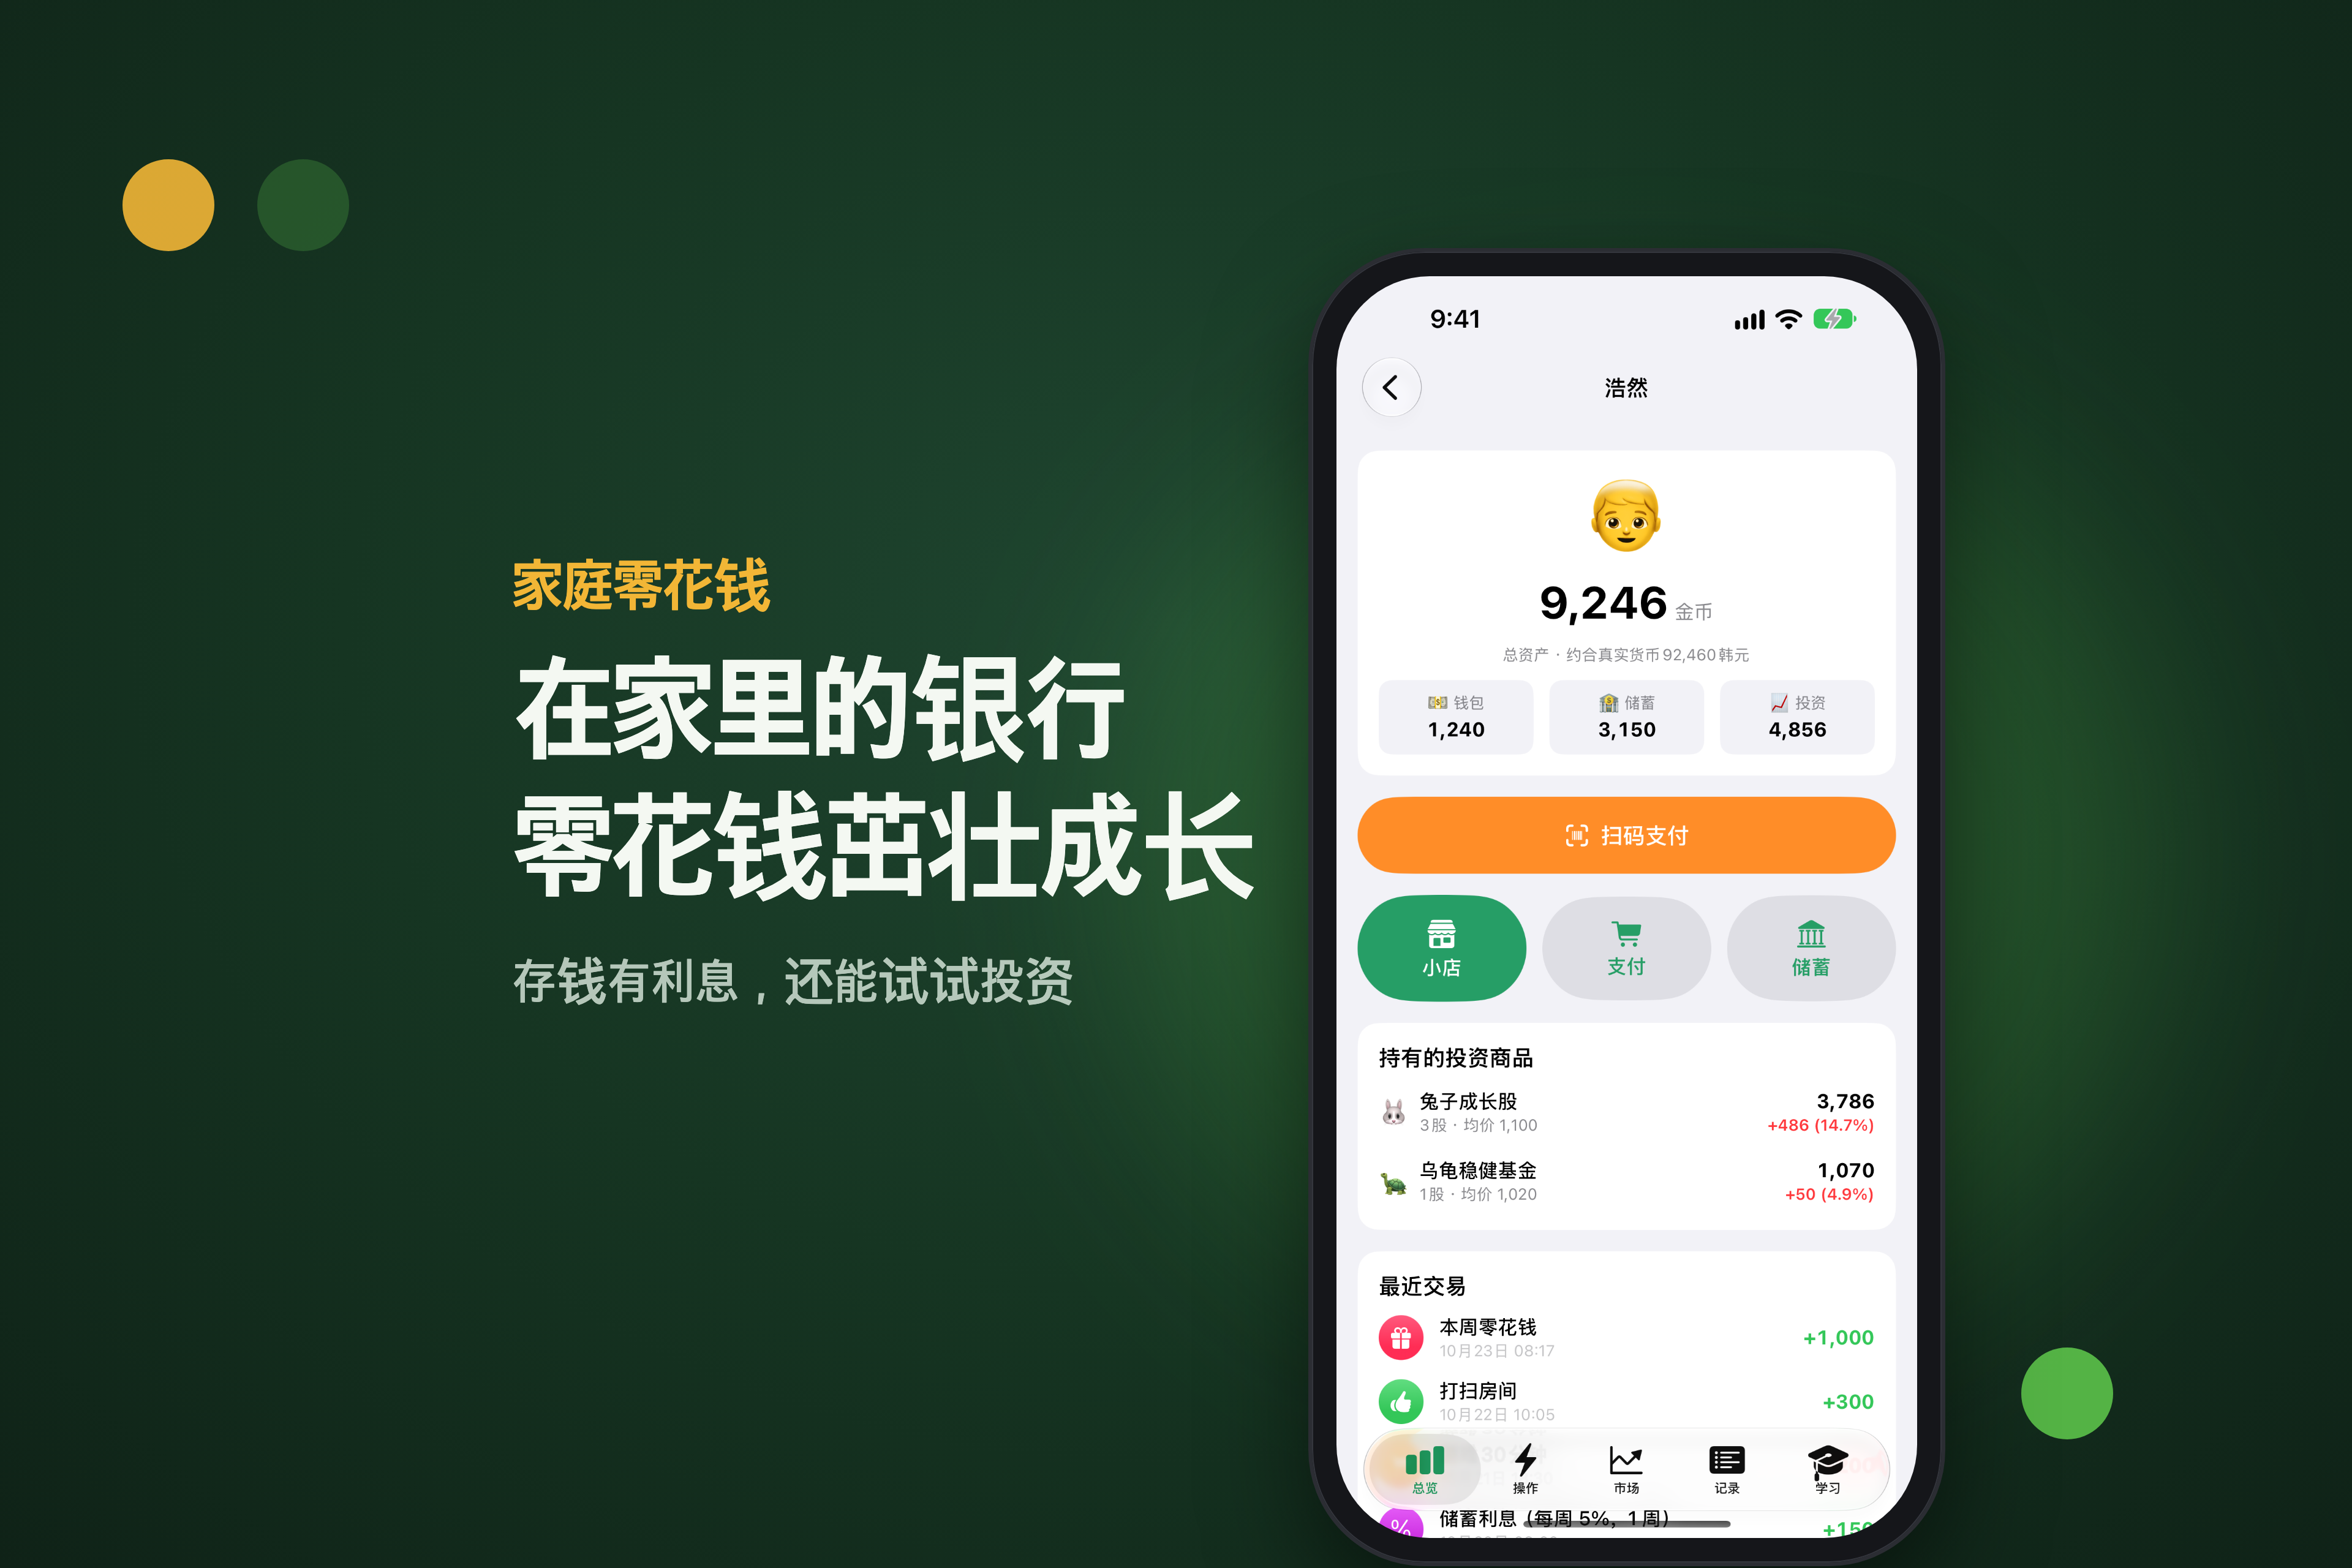 家庭零花钱
在家里的银行
零花钱茁壮成长
存钱有利息，还能试试投资
9:41
浩然
9,246 金币
总资产 · 约合真实货币 92,460 韩元
钱包
1,240
储蓄
3,150
投资
4,856
扫码支付
小店
支付
储蓄
持有的投资商品
兔子成长股
3,786
3 股 · 均价 1,100
+486 (14.7%)
乌龟稳健基金
1,070
1 股 · 均价 1,020
+50 (4.9%)
最近交易
本周零花钱
10月23日 08:17
+1,000
打扫房间
10月22日 10:05
+300
总览
操作
市场
记录
学习
储蓄利息（每周 5%，1 周）
+150